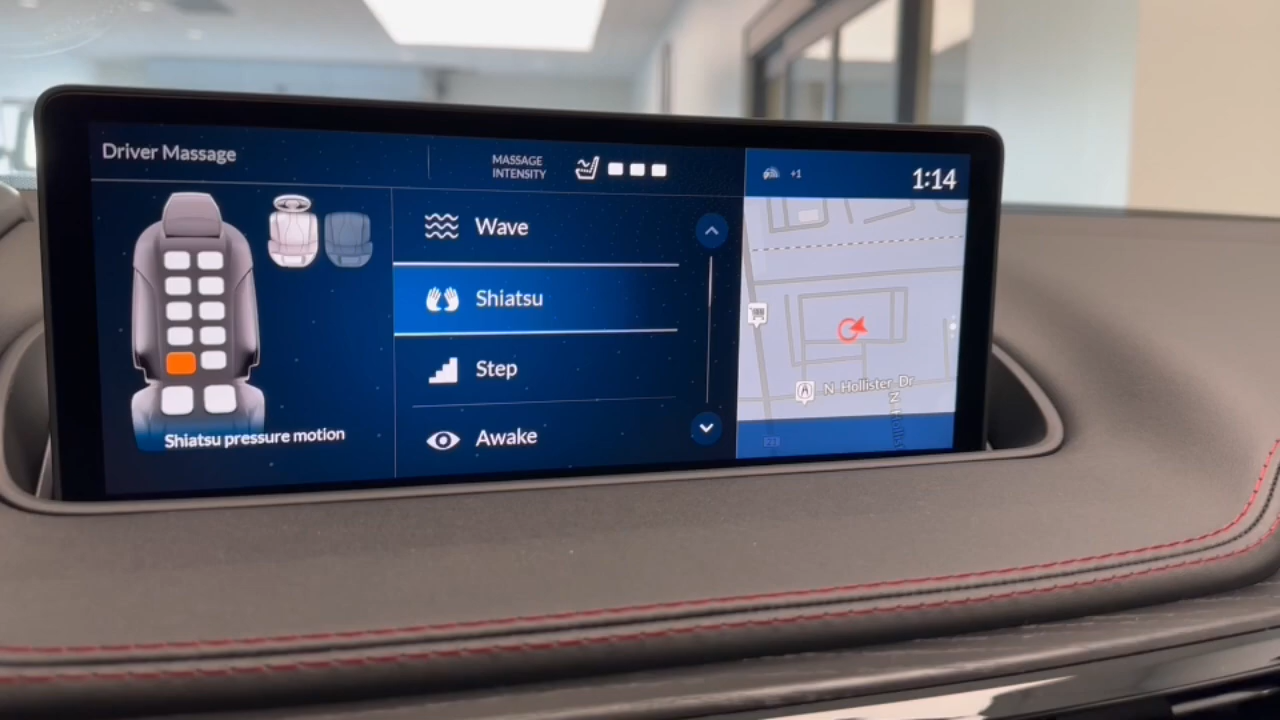 Driver Massage
MASSAGE
INTENSITY
+1
1:14
Wave
Shiatsu
Step
Awake
Shiatsu pressure motion
N Hollister Dr